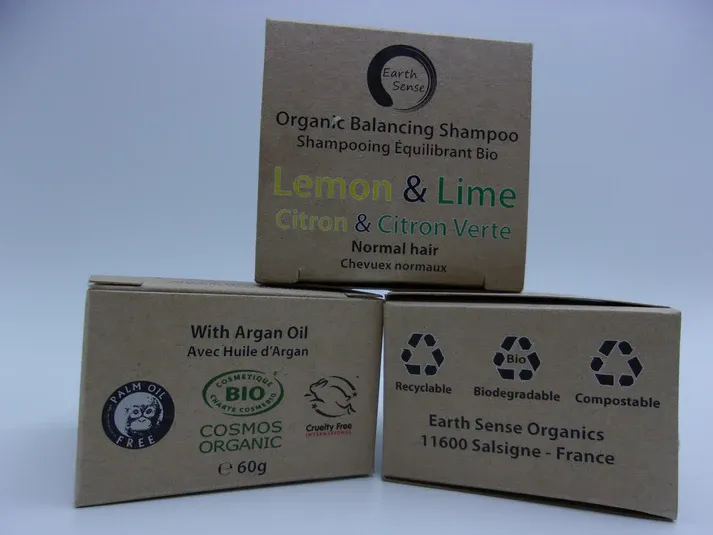 Earth
Sense
Organic Balancing Shampoo
Shampooing Équilibrant Bio
Lemon & Lime
Citron & Citron Verte
Normal hair
Chevuex normaux
With Argan Oil
Avec Huile d'Argan
PALM OIL
FREE
COSMETIQUE
BIO
CHARTE COSMEBIO
COSMOS
ORGANIC
Cruelty Free
INTERNATIONAL
℮ 60g
Recyclable
Bio
Biodegradable
Compostable
Earth Sense Organics
11600 Salsigne - France